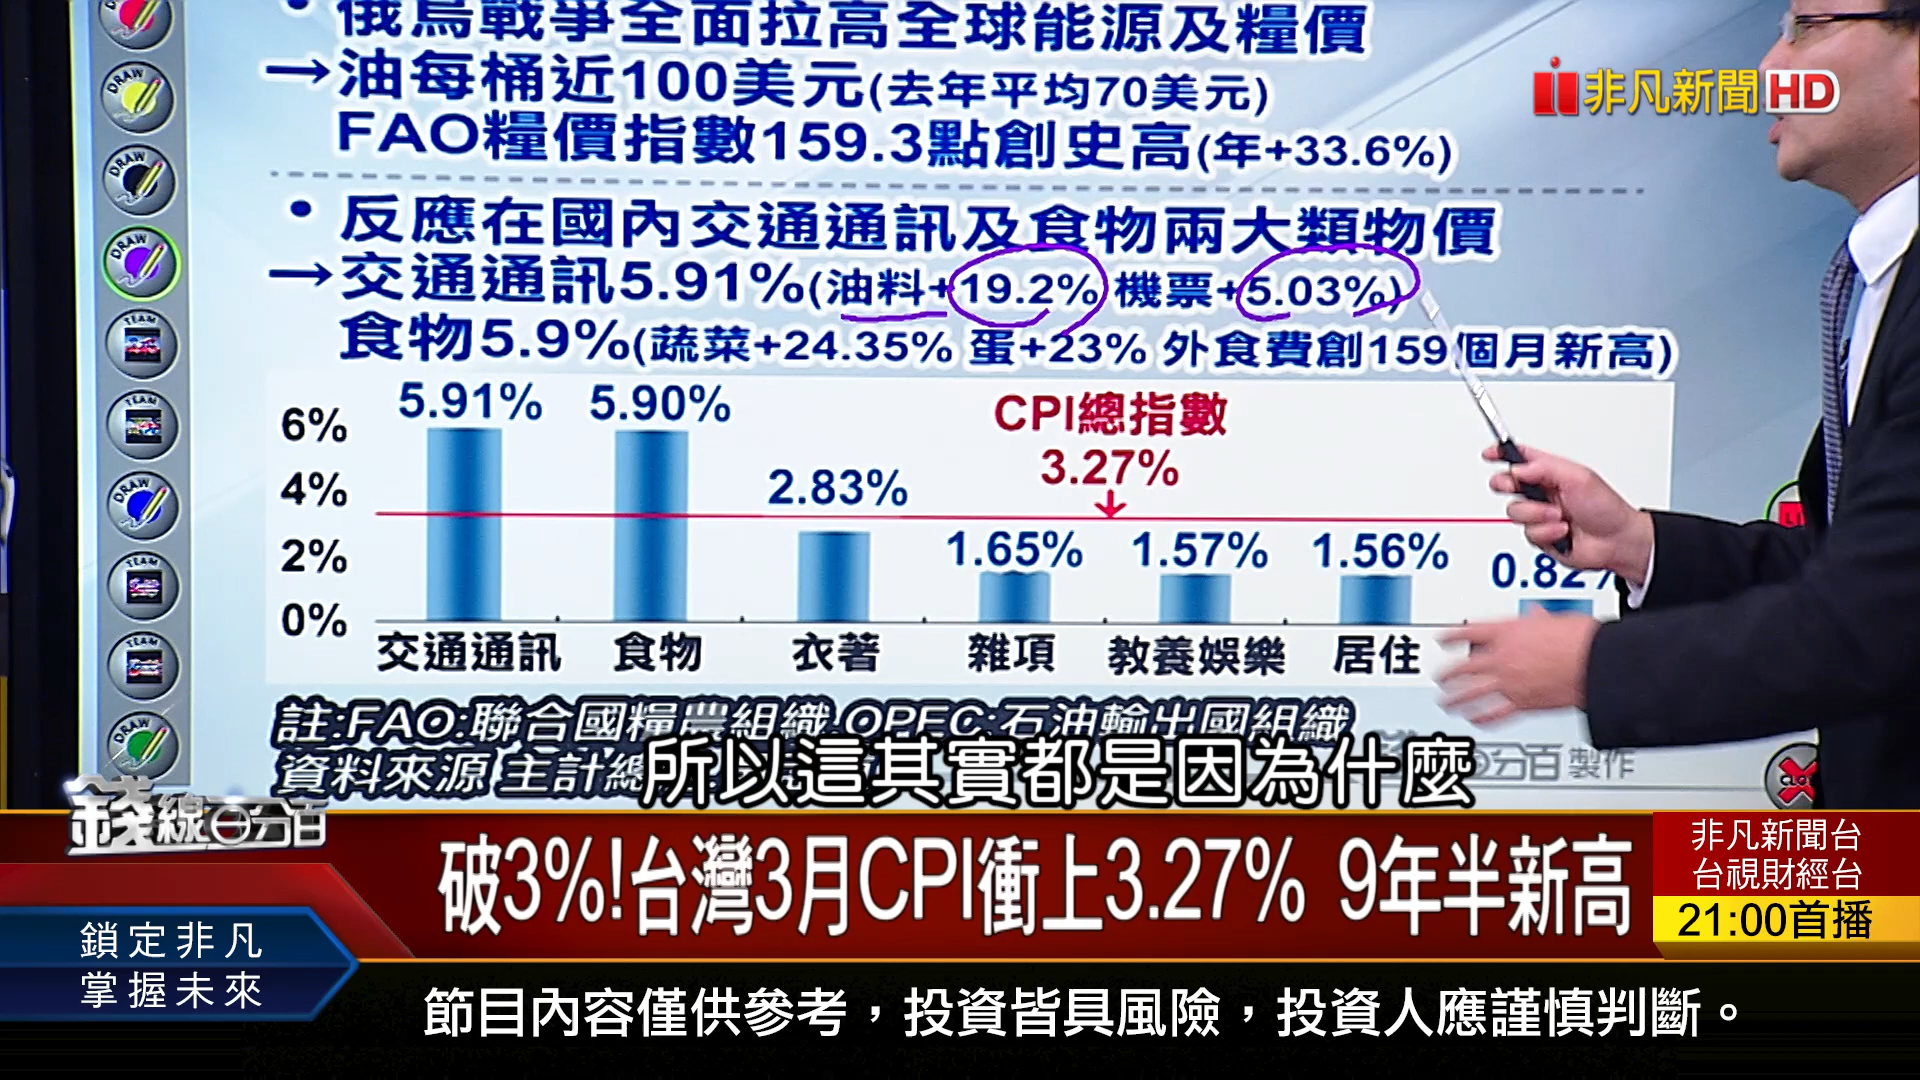 俄烏戰爭全面拉高全球能源及糧價
→油每桶近100美元(去年平均70美元)
FAO糧價指數159.3點創史高(年+33.6%)
非凡新聞HD
反應在國內交通通訊及食物兩大類物價
→交通通訊5.91%(油料+19.2% 機票+5.03%)
食物5.9%(蔬菜+24.35% 蛋+23% 外食費創159個月新高)
DRAW
DRAW
DRAW
TEAM
TEAM
DRAW
TEAM
TEAM
DRAW
CPI總指數
3.27%
6%
4%
2%
0%
5.91%
5.90%
2.83%
1.65%
1.57%
1.56%
交通通訊
食物
衣著
雜項
教養娛樂
居住
註:FAO:聯合國糧農組織,OPEC:石油輸出國組織
資料來源 主計
百製作
所以這其實都是因為什麼
錢線百分百
破3%!台灣3月CPI衝上3.27% 9年半新高
非凡新聞台
台視財經台
21:00首播
鎖定非凡
掌握未來
節目內容僅供參考，投資皆具風險，投資人應謹慎判斷。